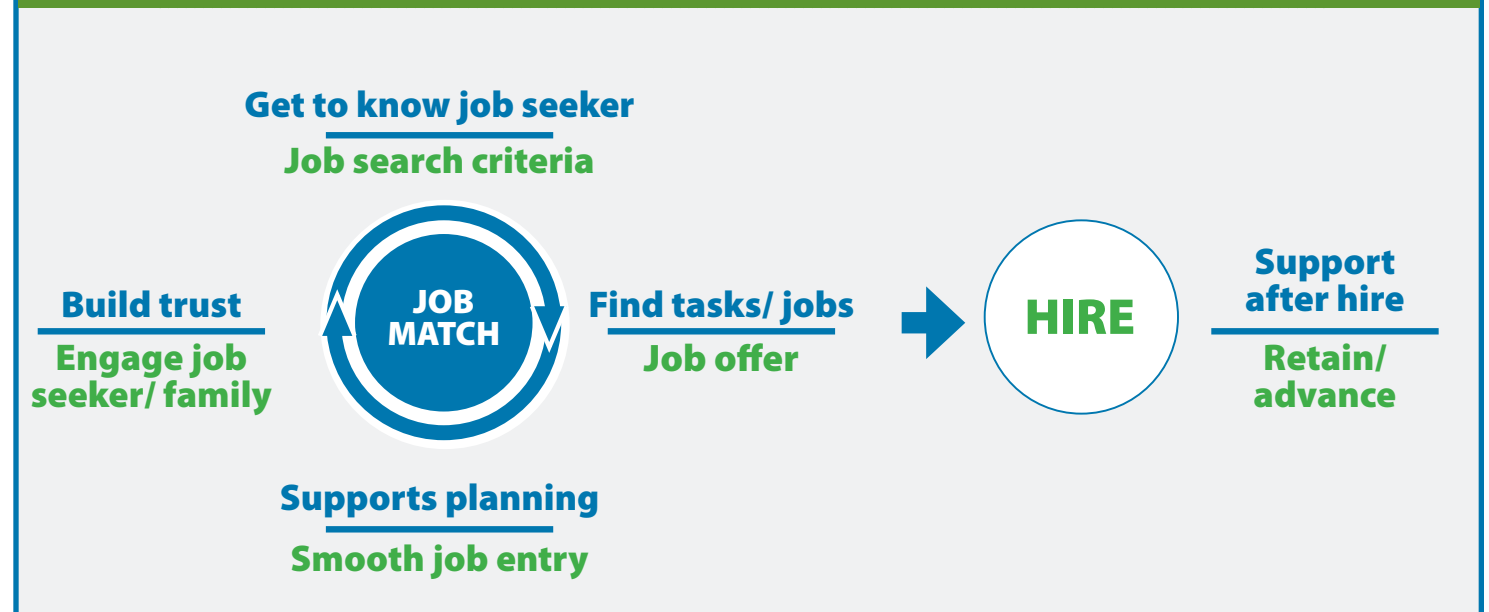 Get to know job seeker
Job search criteria
Build trust
Engage job
seeker/ family
JOB
MATCH
Find tasks/ jobs
Job offer
Supports planning
Smooth job entry
HIRE
Support
after hire
Retain/
advance